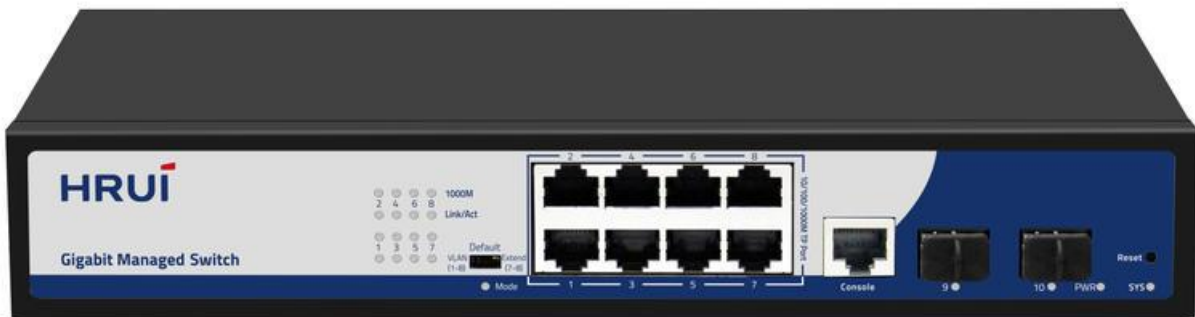 HRUI
Gigabit Managed Switch
1000M
2 4 6 8
Link/Act
1 3 5 7
Default
VLAN
(1-8)
Extend
(7-8)
Mode
2 4 6 8
1 3 5 7
10/100/1000M TP Port
Console
9
10
PWR
Reset
SYS